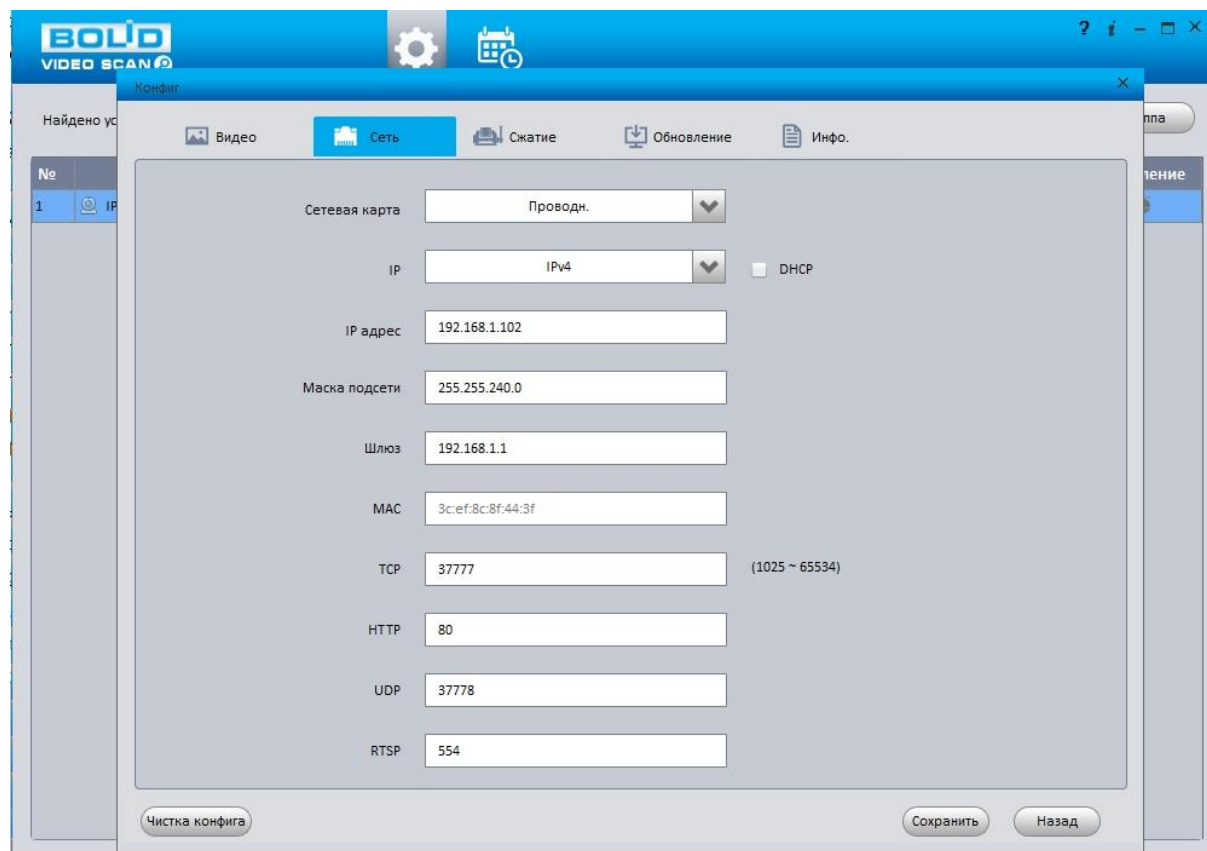 BOLID
VIDEO SCAN
? i
Конфиг
Найдено ус
ппа
Видео
Сеть
Сжатие
Обновление
Инфо.
№
ление
1 IP
Сетевая карта Проводн.
IP IPv4 DHCP
IP адрес 192.168.1.102
Маска подсети 255.255.240.0
Шлюз 192.168.1.1
MAC 3c:ef:8c:8f:44:3f
TCP 37777 (1025 ~ 65534)
HTTP 80
UDP 37778
RTSP 554
Чистка конфига
Сохранить
Назад